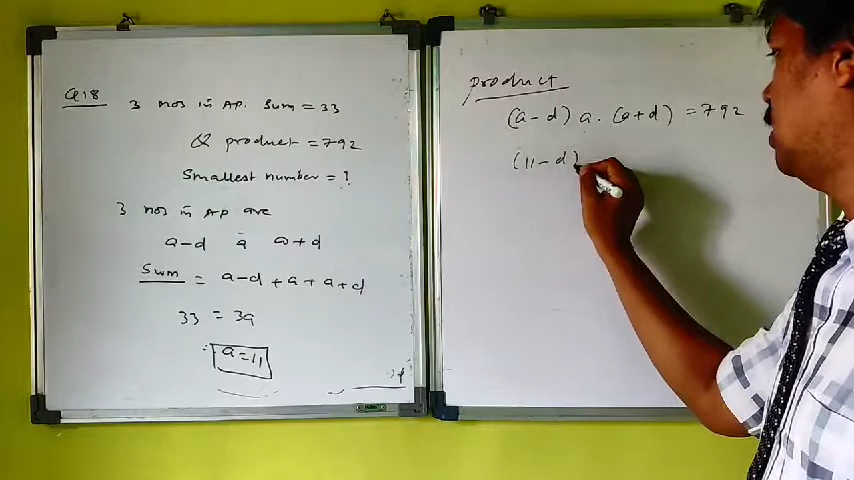 Q18 3 nos in AP. Sum = 33
& product = 792
Smallest number = ?
3 nos in AP are
a-d a a+d
Sum = a-d + a + a + d
33 = 3a
a = 11
product
(a-d) a. (a+d) = 792
(11-d)